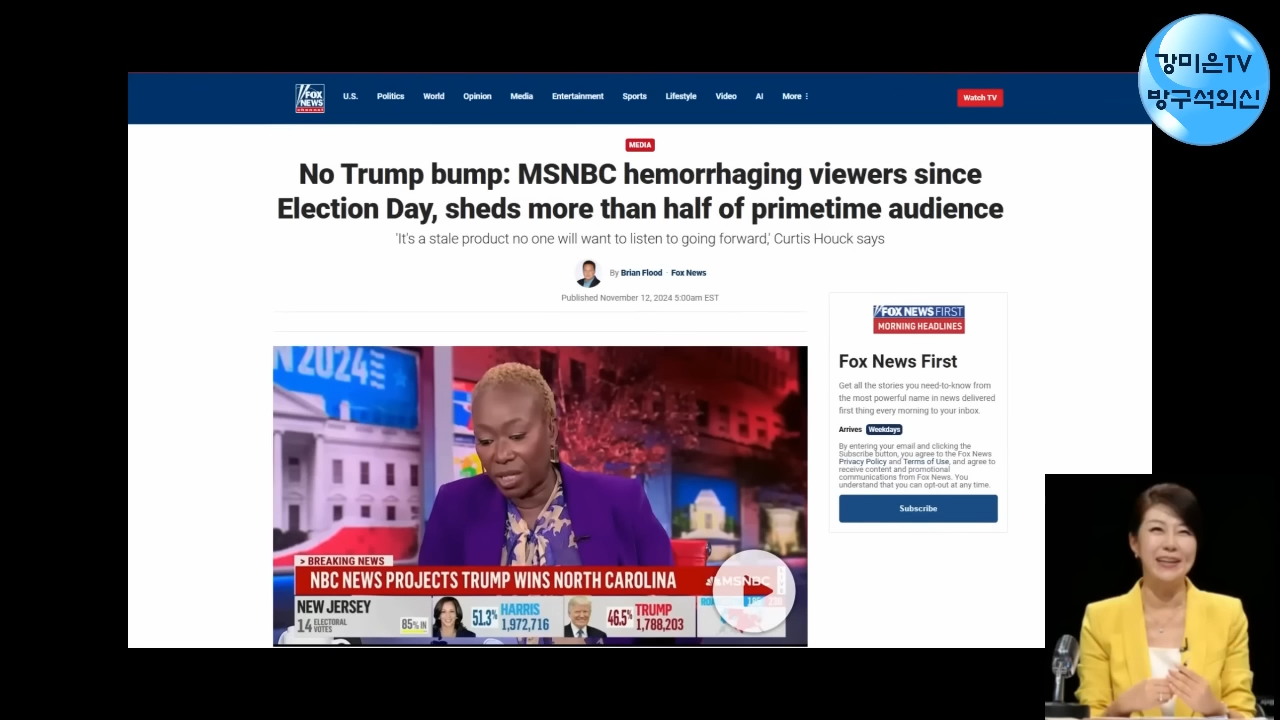 강미은TV
방구석외신
FOX
NEWS
channel
U.S. Politics World Opinion Media Entertainment Sports Lifestyle Video AI More
Watch TV
MEDIA
No Trump bump: MSNBC hemorrhaging viewers since
Election Day, sheds more than half of primetime audience
'It's a stale product no one will want to listen to going forward,' Curtis Houck says
By Brian Flood · Fox News
Published November 12, 2024 5:00am EST
FOX NEWS FIRST
MORNING HEADLINES
Fox News First
Get all the stories you need-to-know from
the most powerful name in news delivered
first thing every morning to your inbox.
Arrives Weekdays
By entering your email and clicking the
Subscribe button, you agree to the Fox News
Privacy Policy and Terms of Use, and agree to
receive content and promotional
communications from Fox News. You
understand that you can opt-out at any time.
Subscribe
N 2024
> BREAKING NEWS
NBC NEWS PROJECTS TRUMP WINS NORTH CAROLINA
MSNBC
NEW JERSEY
14 ELECTORAL
VOTES
85% IN
51.3% HARRIS
1,972,716
46.5% TRUMP
1,788,203